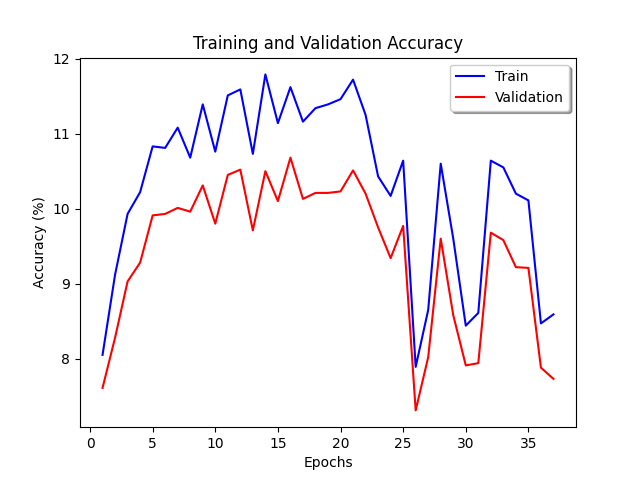 Training and Validation Accuracy
Train
Validation
12
11
10
9
8
Accuracy (%)
0 5 10 15 20 25 30 35
Epochs